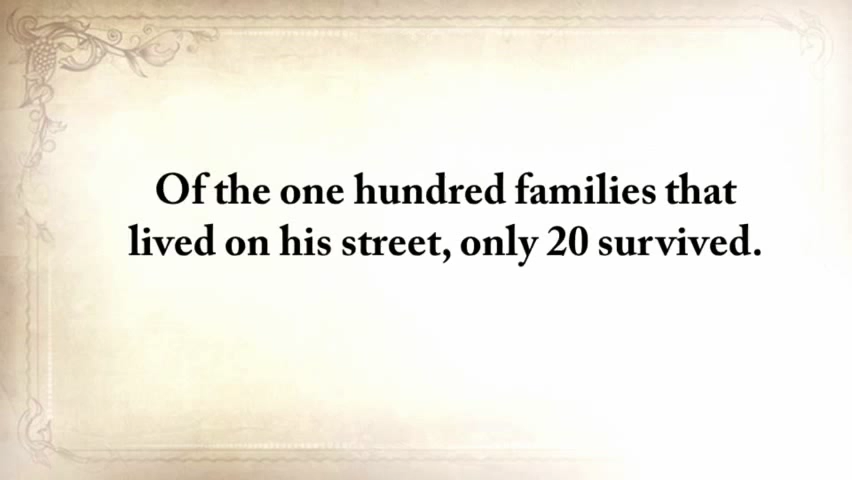 Of the one hundred families that
lived on his street, only 20 survived.